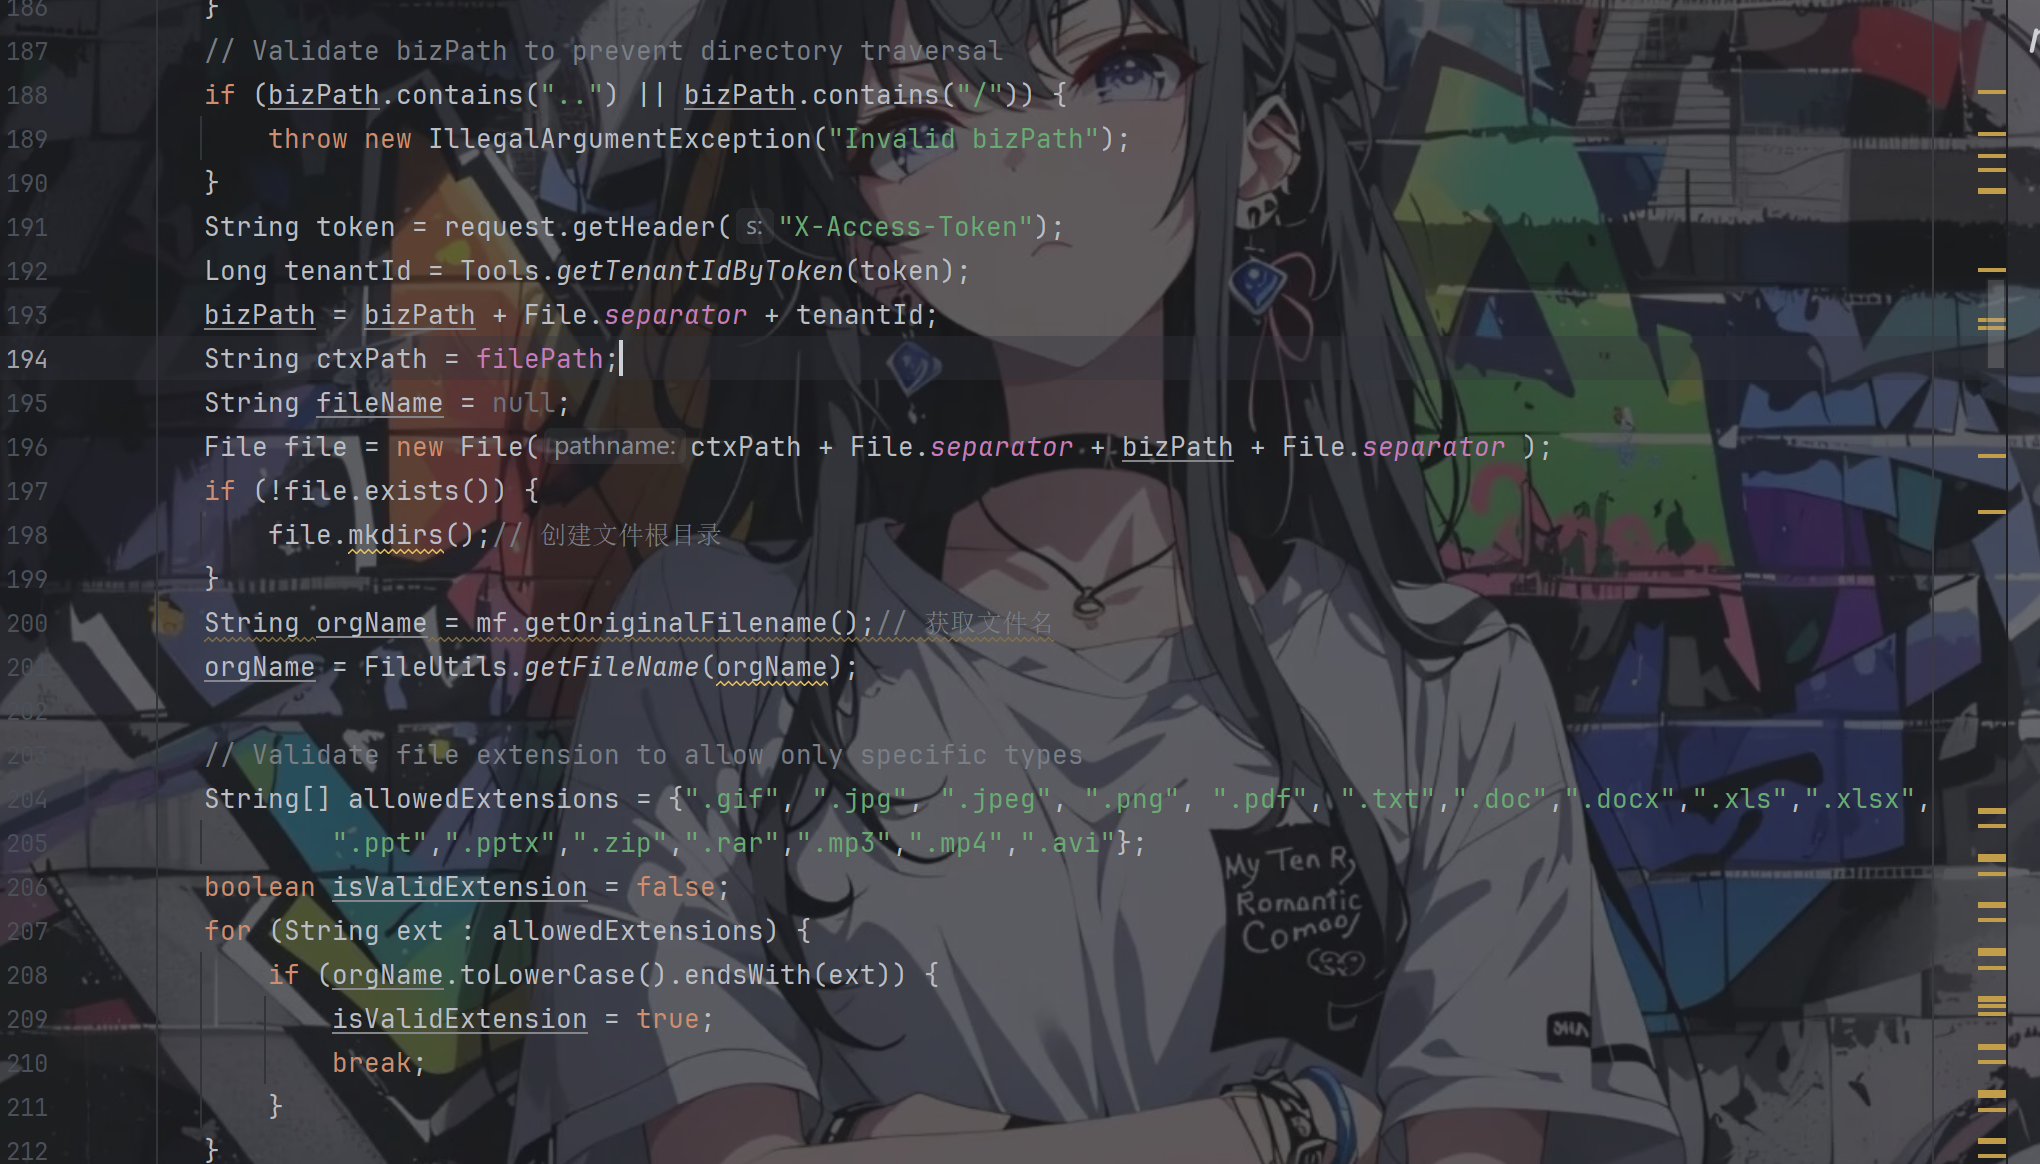 186 }
187 // Validate bizPath to prevent directory traversal
188 if (bizPath.contains("..") || bizPath.contains("/")) {
189 throw new IllegalArgumentException("Invalid bizPath");
190 }
191 String token = request.getHeader( s: "X-Access-Token");
192 Long tenantId = Tools.getTenantIdByToken(token);
193 bizPath = bizPath + File.separator + tenantId;
194 String ctxPath = filePath;
195 String fileName = null;
196 File file = new File( pathname: ctxPath + File.separator + bizPath + File.separator );
197 if (!file.exists()) {
198 file.mkdirs();// 创建文件根目录
199 }
200 String orgName = mf.getOriginalFilename();// 获取文件名
201 orgName = FileUtils.getFileName(orgName);
202
203 // Validate file extension to allow only specific types
204 String[] allowedExtensions = {".gif", ".jpg", ".jpeg", ".png", ".pdf", ".txt",".doc",".docx",".xls",".xlsx",
205 ".ppt",".pptx",".zip",".rar",".mp3",".mp4",".avi"};
206 boolean isValidExtension = false;
207 for (String ext : allowedExtensions) {
208 if (orgName.toLowerCase().endsWith(ext)) {
209 isValidExtension = true;
210 break;
211 }
212 }
My Ten R
Romantic